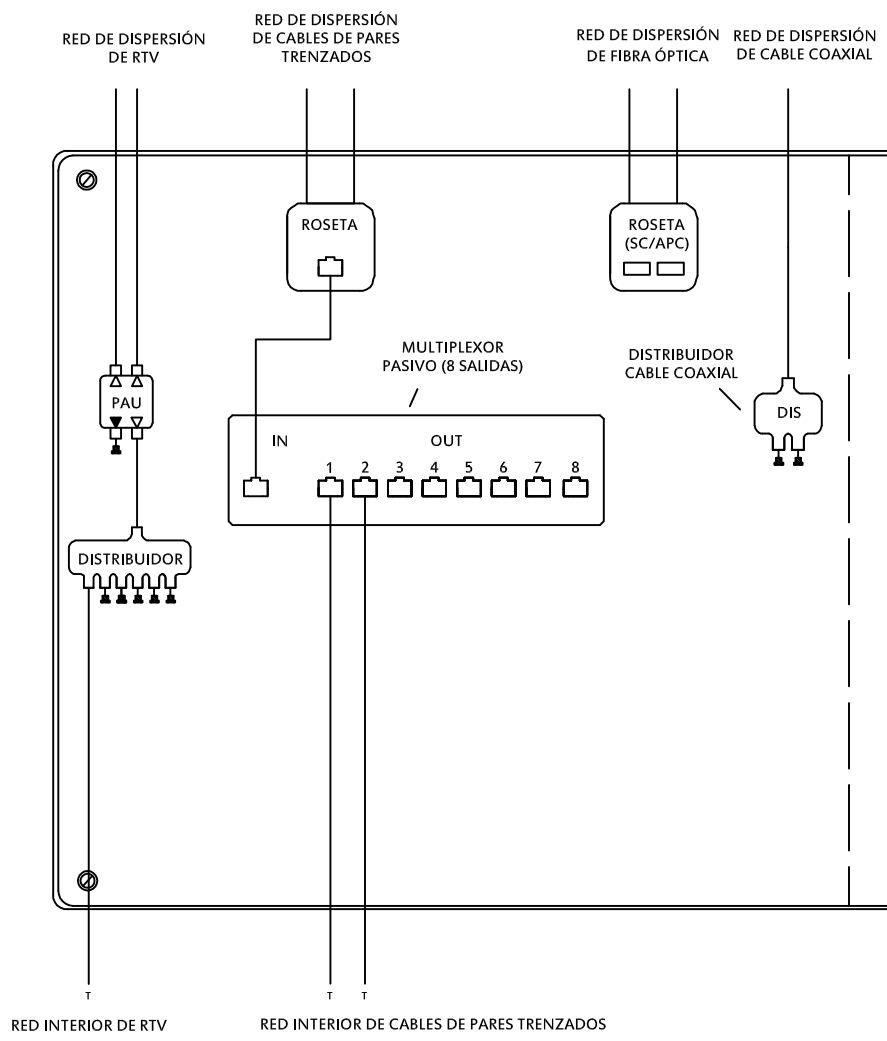 RED DE DISPERSIÓN
DE RTV
RED DE DISPERSIÓN
DE CABLES DE PARES
TRENZADOS
RED DE DISPERSIÓN
DE FIBRA ÓPTICA
RED DE DISPERSIÓN
DE CABLE COAXIAL
ROSETA
ROSETA
(SC/APC)
MULTIPLEXOR
PASIVO (8 SALIDAS)
DISTRIBUIDOR
CABLE COAXIAL
PAU
DIS
IN
OUT
1 2 3 4 5 6 7 8
DISTRIBUIDOR
T
T
T
RED INTERIOR DE RTV
RED INTERIOR DE CABLES DE PARES TRENZADOS